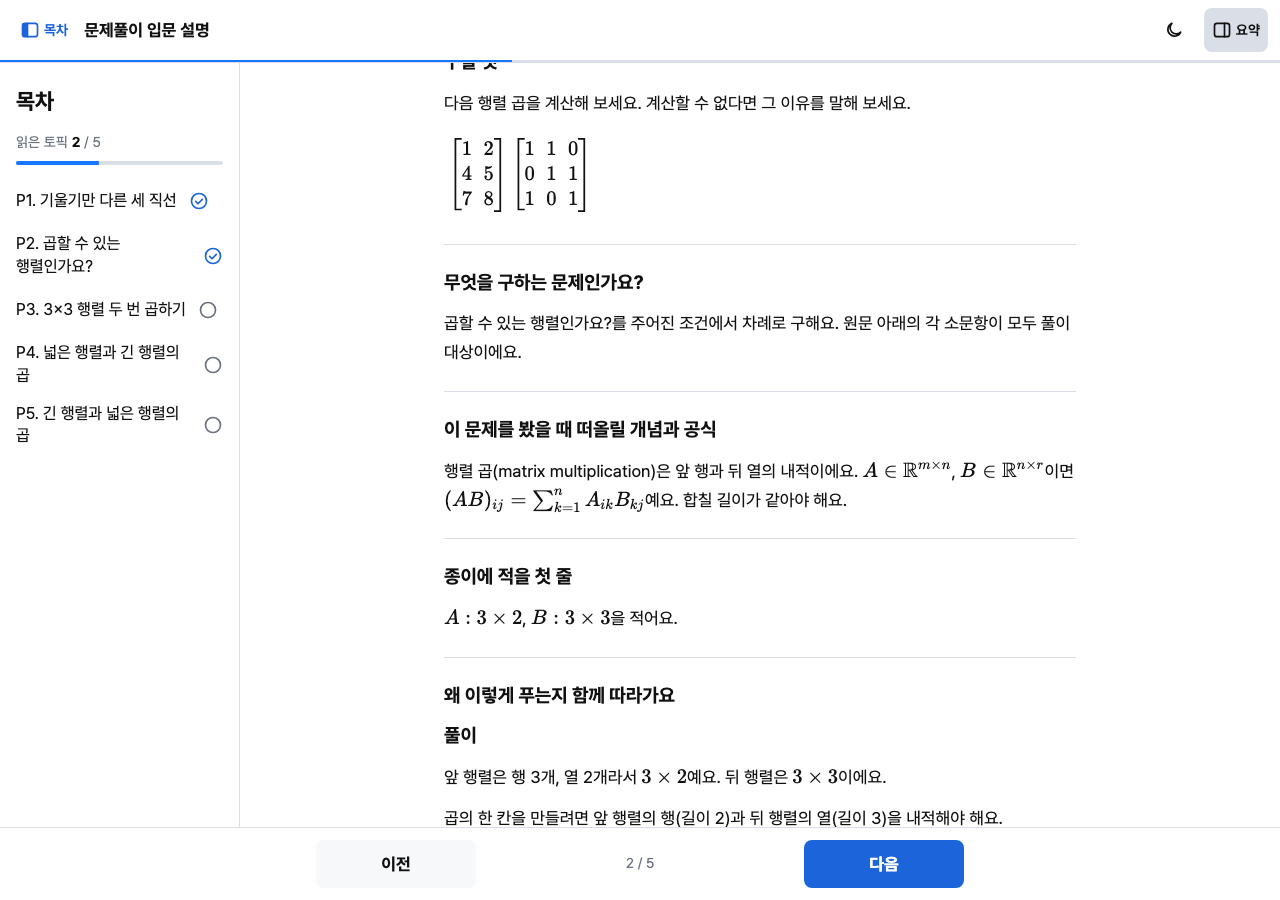 목차 문제풀이 입문 설명 요약
목차
읽은 토픽 2 / 5
P1. 기울기만 다른 세 직선
P2. 곱할 수 있는
행렬인가요?
P3. 3×3 행렬 두 번 곱하기
P4. 넓은 행렬과 긴 행렬의
곱
P5. 긴 행렬과 넓은 행렬의
곱
다음 행렬 곱을 계산해 보세요. 계산할 수 없다면 그 이유를 말해 보세요.
[1 2] [1 1 0]
[4 5] [0 1 1]
[7 8] [1 0 1]
무엇을 구하는 문제인가요?
곱할 수 있는 행렬인가요?를 주어진 조건에서 차례로 구해요. 원문 아래의 각 소문항이 모두 풀이
대상이에요.
이 문제를 봤을 때 떠올릴 개념과 공식
행렬 곱(matrix multiplication)은 앞 행과 뒤 열의 내적이에요. A ∈ ℝ^{m×n}, B ∈ ℝ^{n×r}이면
(AB)_{ij} = ∑_{k=1}^{n} A_{ik}B_{kj}예요. 합칠 길이가 같아야 해요.
종이에 적을 첫 줄
A : 3 × 2, B : 3 × 3을 적어요.
왜 이렇게 푸는지 함께 따라가요
풀이
앞 행렬은 행 3개, 열 2개라서 3 × 2예요. 뒤 행렬은 3 × 3이에요.
곱의 한 칸을 만들려면 앞 행렬의 행(길이 2)과 뒤 행렬의 열(길이 3)을 내적해야 해요.
이전 2 / 5 다음